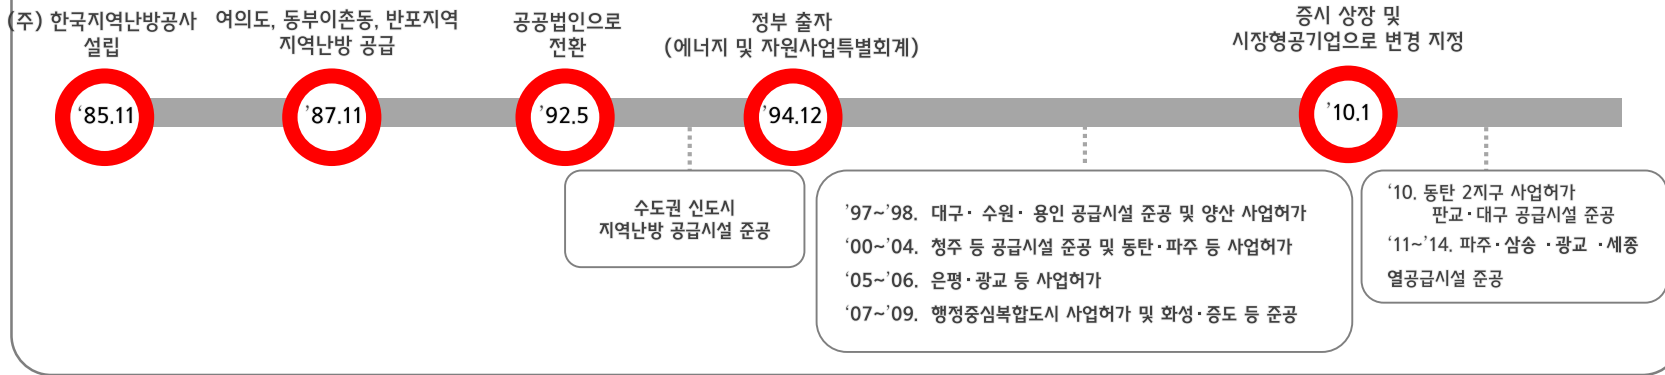 (주) 한국지역난방공사
설립
여의도, 동부이촌동, 반포지역
지역난방 공급
공공법인으로
전환
정부 출자
(에너지 및 자원사업특별회계)
증시 상장 및
시장형공기업으로 변경 지정
‘85.11
’87.11
’92.5
’94.12
’10.1
수도권 신도시
지역난방 공급시설 준공
’97~’98. 대구· 수원· 용인 공급시설 준공 및 양산 사업허가
‘00~’04. 청주 등 공급시설 준공 및 동탄·파주 등 사업허가
‘05~’06. 은평·광교 등 사업허가
‘07~’09. 행정중심복합도시 사업허가 및 화성·증도 등 준공
‘10. 동탄 2지구 사업허가
판교·대구 공급시설 준공
‘11~’14. 파주·삼송 ·광교 ·세종
열공급시설 준공